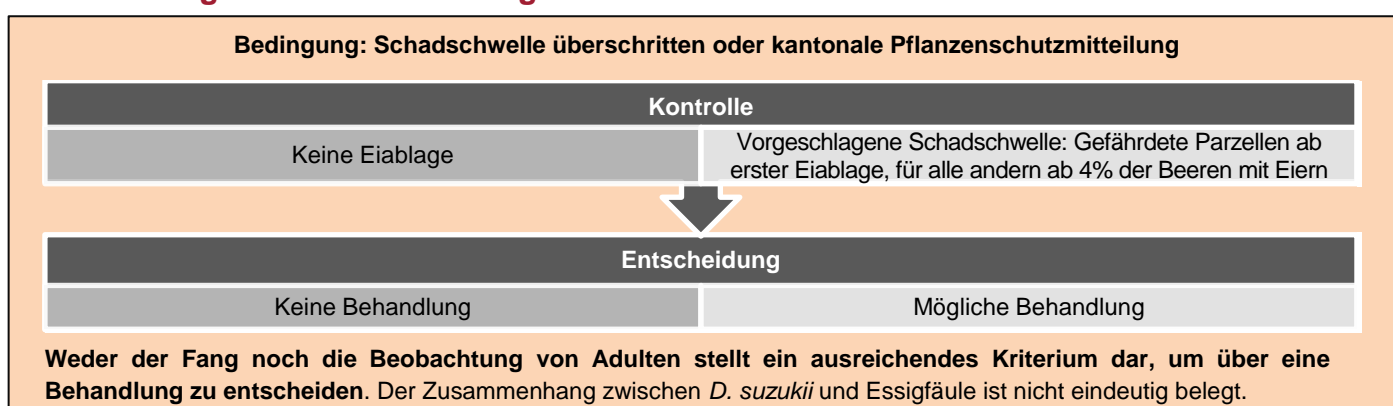 Bedingung: Schadschwelle überschritten oder kantonale Pflanzenschutzmitteilung
Kontrolle
Keine Eiablage
Vorgeschlagene Schadschwelle: Gefährdete Parzellen ab
erster Eiablage, für alle andern ab 4% der Beeren mit Eiern
Entscheidung
Keine Behandlung
Mögliche Behandlung
Weder der Fang noch die Beobachtung von Adulten stellt ein ausreichendes Kriterium dar, um über eine
Behandlung zu entscheiden. Der Zusammenhang zwischen D. suzukii und Essigfäule ist nicht eindeutig belegt.